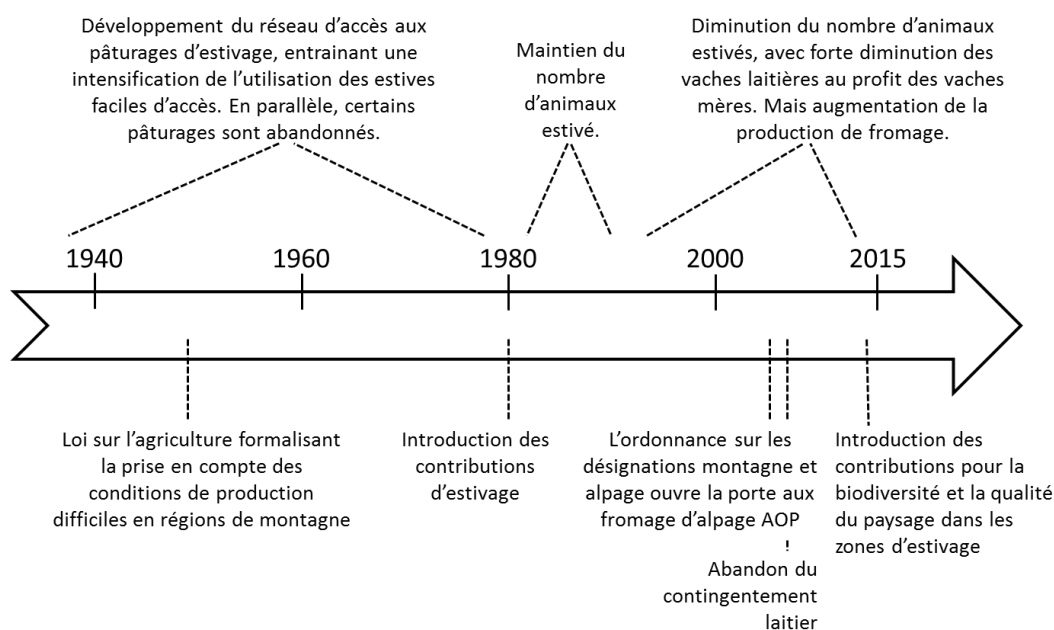 Développement du réseau d’accès aux
pâturages d’estivage, entrainant une
intensification de l’utilisation des estives
faciles d’accès. En parallèle, certains
pâturages sont abandonnés.
Maintien du
nombre
d’animaux
estivé.
Diminution du nombre d’animaux
estivés, avec forte diminution des
vaches laitières au profit des vaches
mères. Mais augmentation de la
production de fromage.
1940
1960
1980
2000
2015
Loi sur l’agriculture formalisant
la prise en compte des
conditions de production
difficiles en régions de montagne
Introduction des
contributions
d’estivage
L’ordonnance sur les
désignations montagne et
alpage ouvre la porte aux
fromage d’alpage AOP
Abandon du
contingentement
laitier
Introduction des
contributions pour la
biodiversité et la qualité
du paysage dans les
zones d’estivage